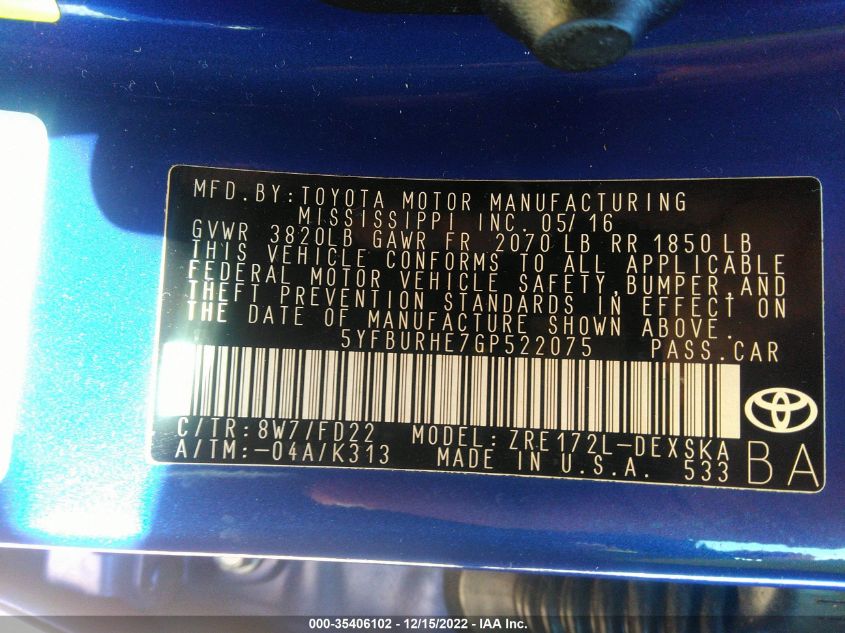 MFD.BY:TOYOTA MOTOR MANUFACTURING
MISSISSIPPI INC. 05/16
GVWR 3820LB GAWR FR 2070 LB RR 1850 LB
THIS VEHICLE CONFORMS TO ALL APPLICABLE
FEDERAL MOTOR VEHICLE SAFETY,BUMPER,AND
THEFT PREVENTION STANDARDS IN EFFECT ON
THE DATE OF MANUFACTURE SHOWN ABOVE.
5YFBURHE7GP522075 PASS.CAR
C/TR:8W7/FD22 MODEL:ZRE172L-DEXSKA
A/TM:-04A/K313 MADE IN U.S.A. 533
BA
000-35406102 - 12/15/2022 - IAA Inc.